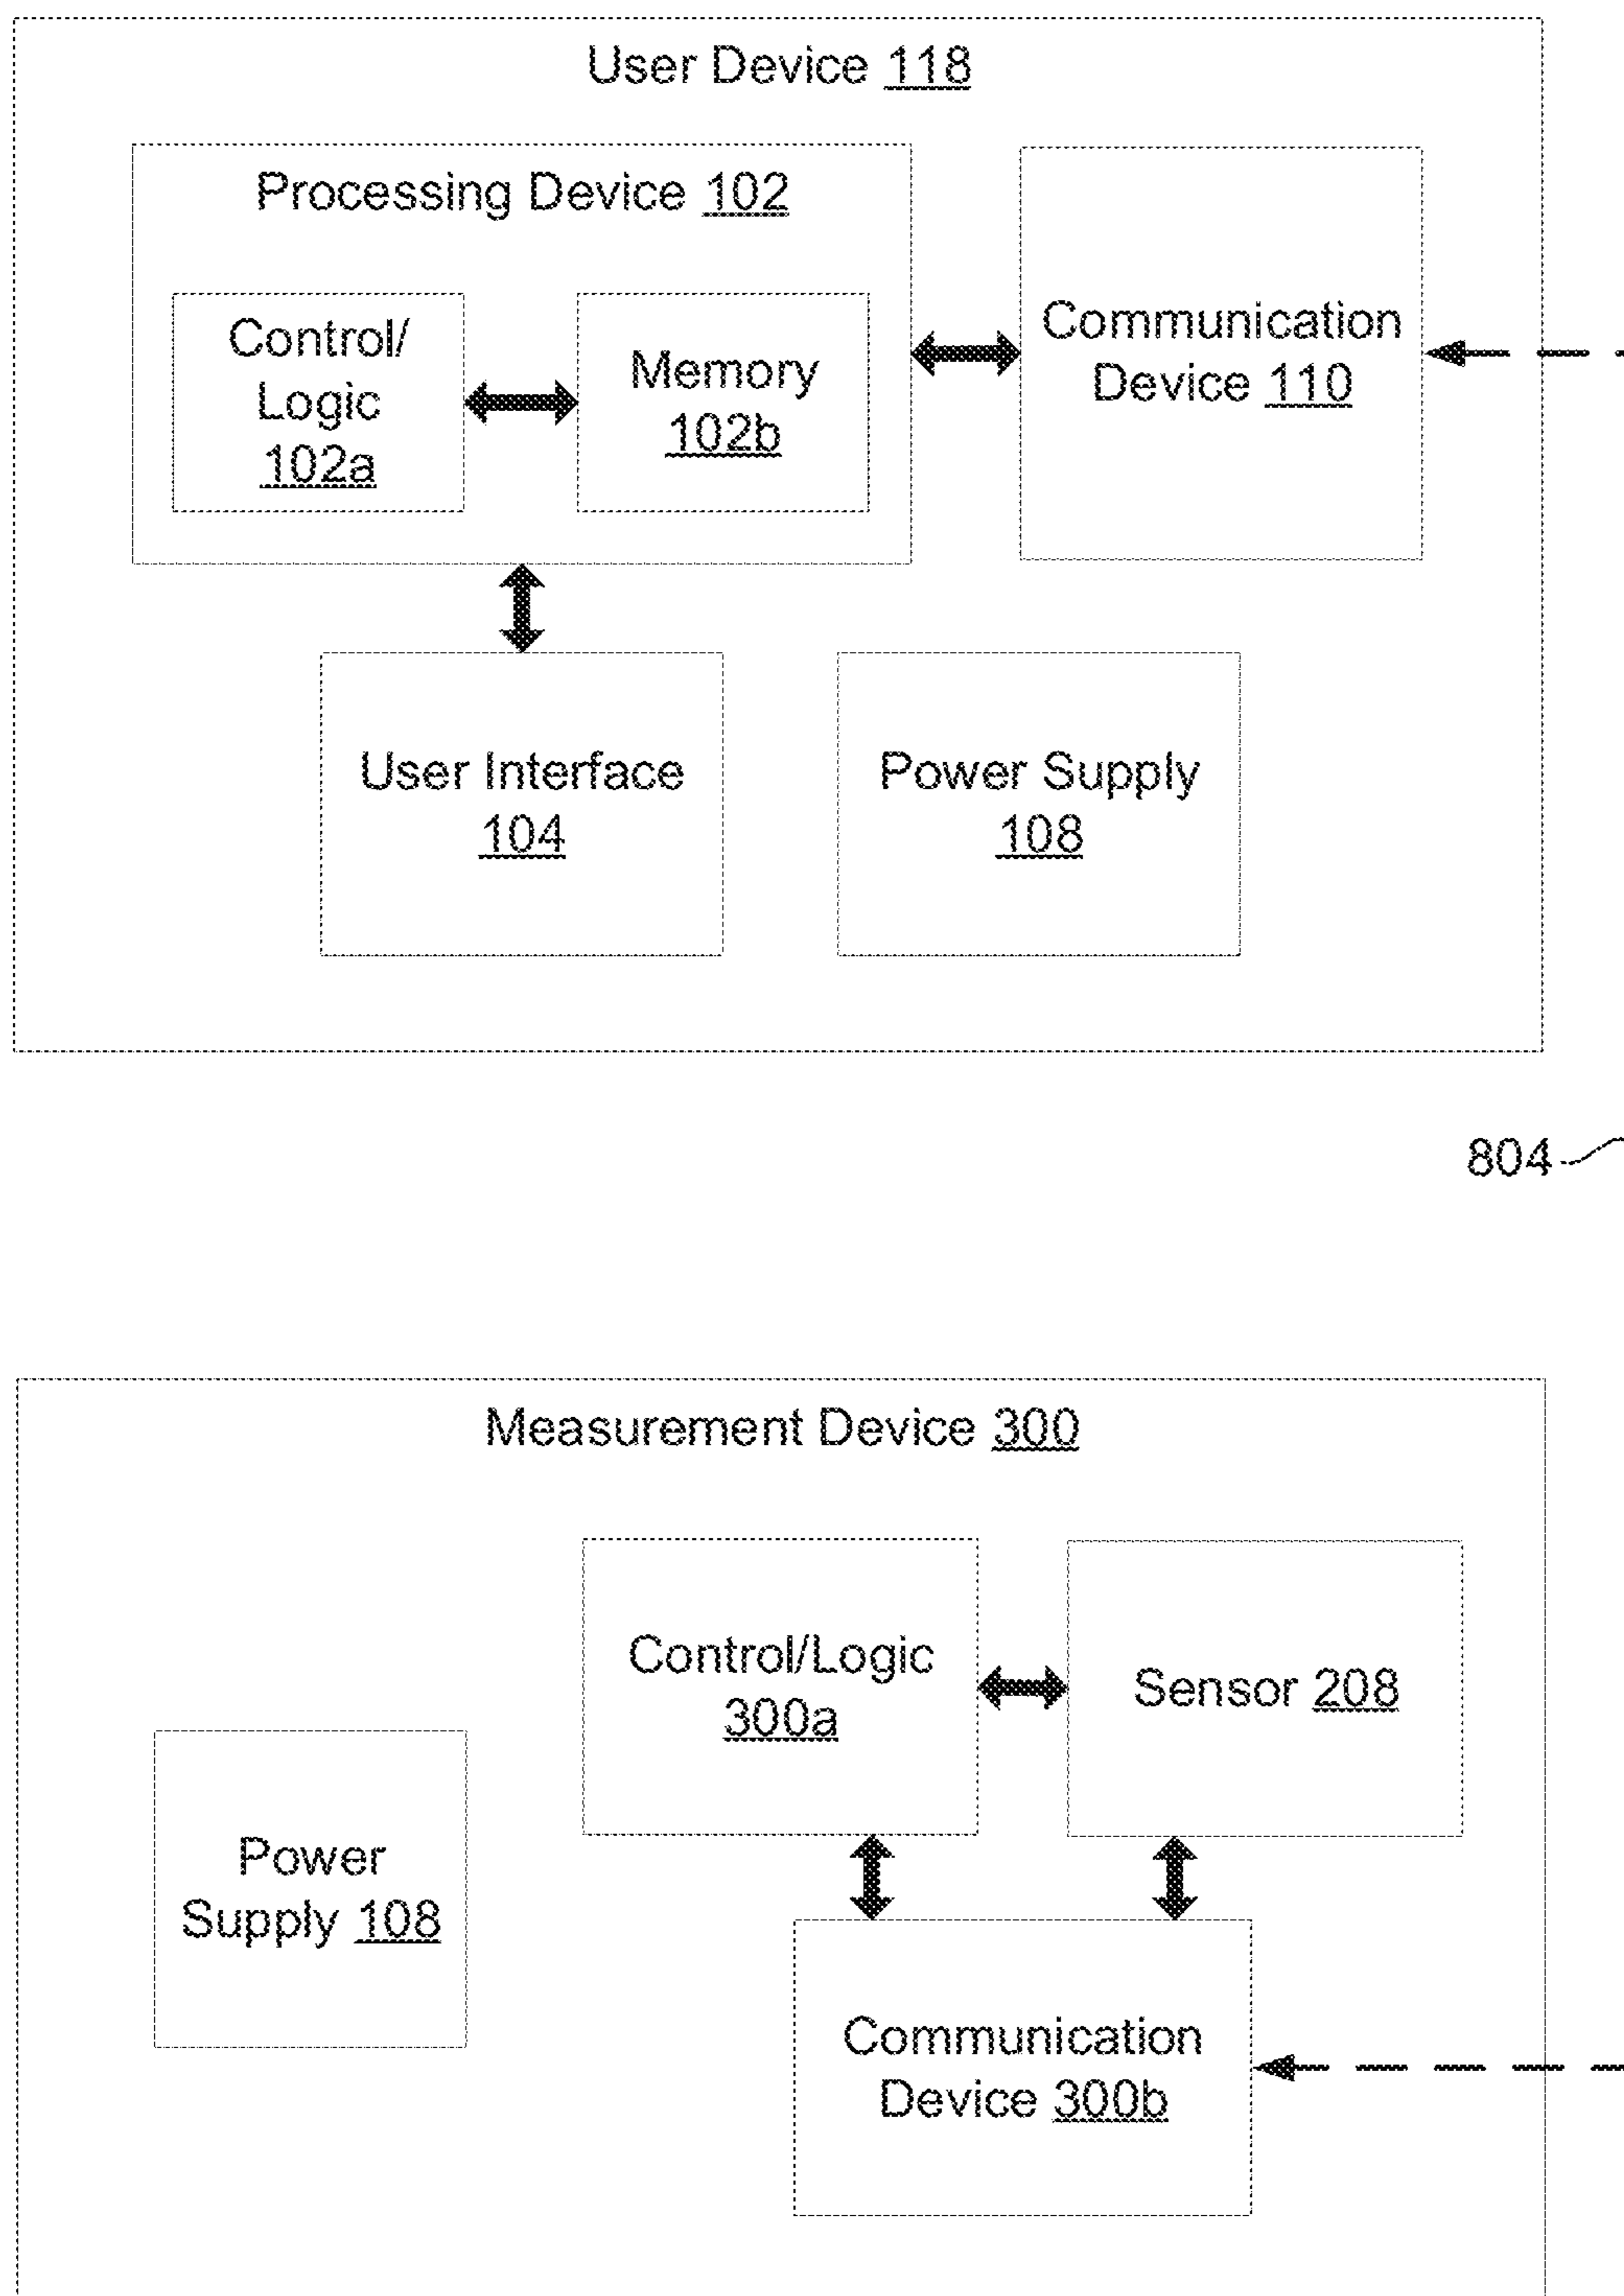 User Device 118
Processing Device 102
Control/
Logic
102a
Memory
102b
Communication
Device 110
User Interface
104
Power Supply
108
804
Measurement Device 300
Control/Logic
300a
Sensor 208
Power
Supply 108
Communication
Device 300b